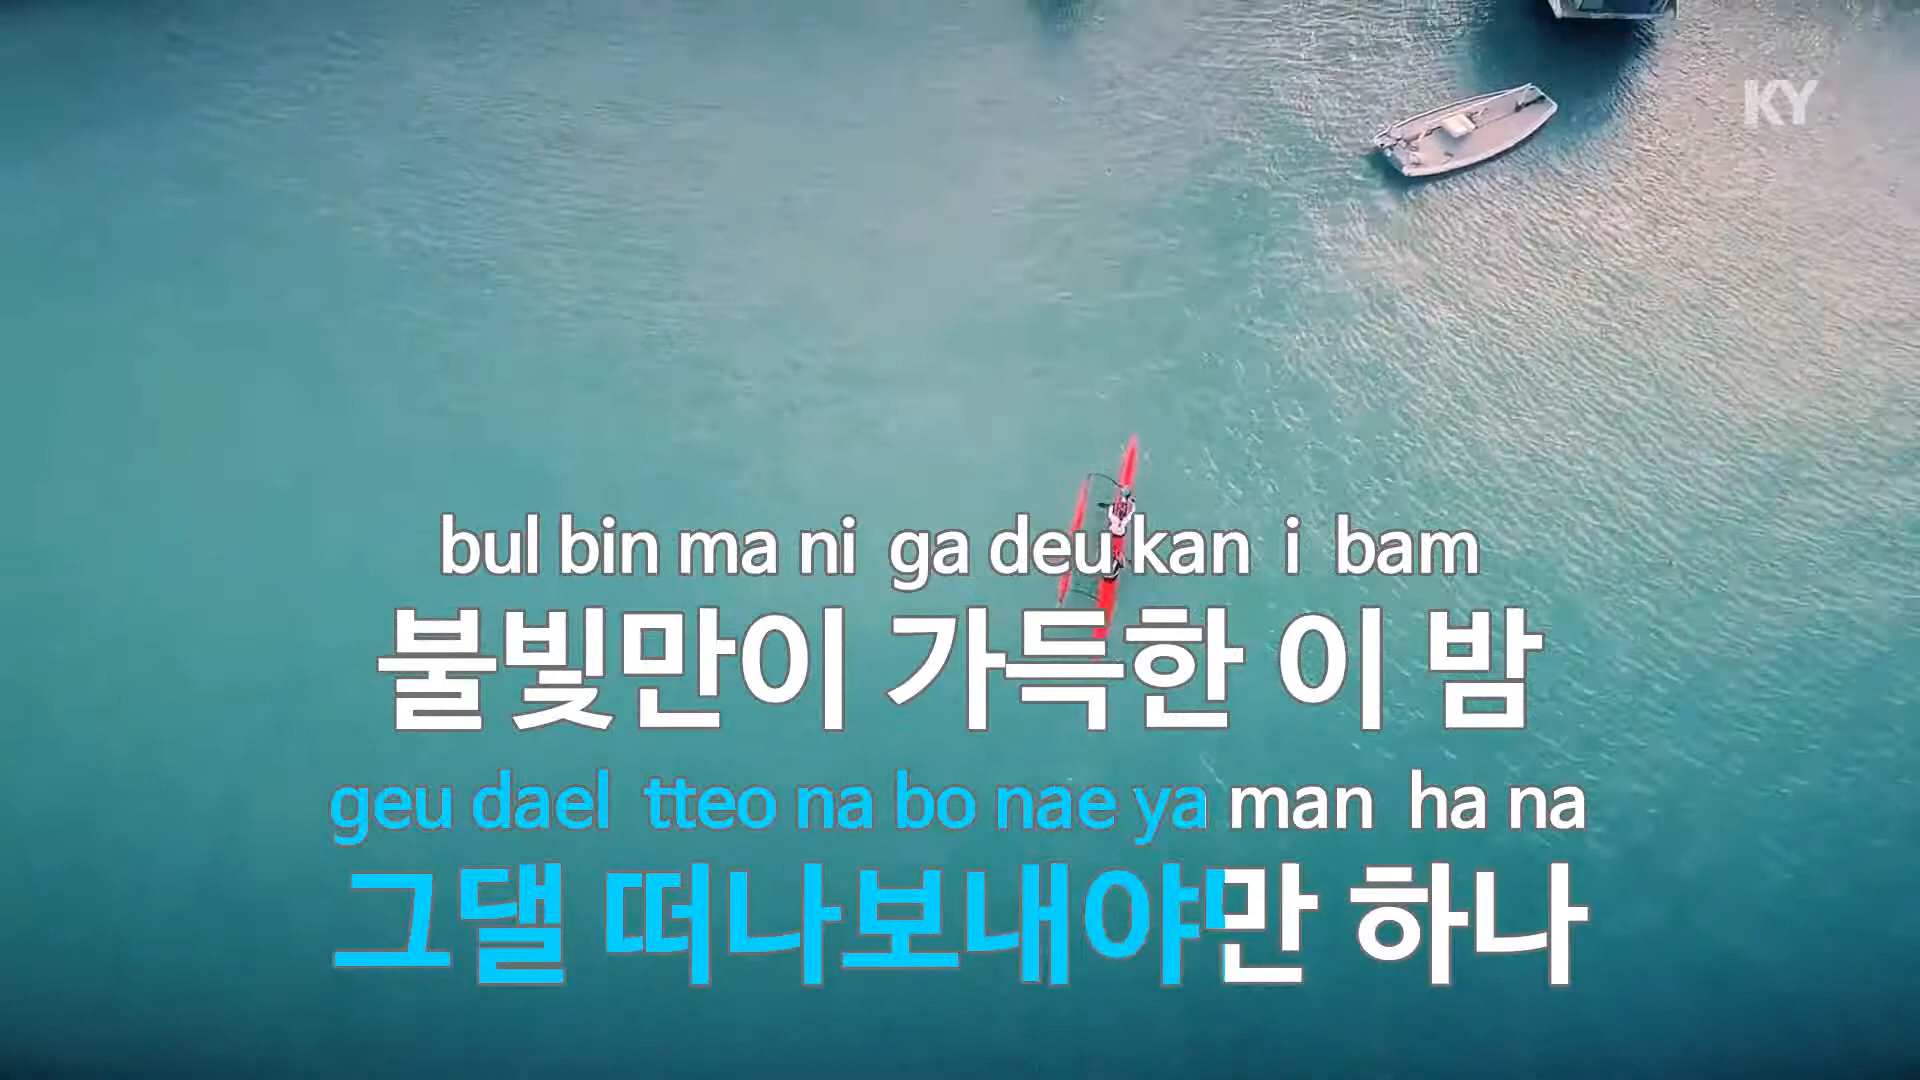 KY
bul bin ma ni ga deu kan i bam
불빛만이 가득한 이 밤
geu dael tteo na bo nae ya man ha na
그댈 떠나보내야만 하나